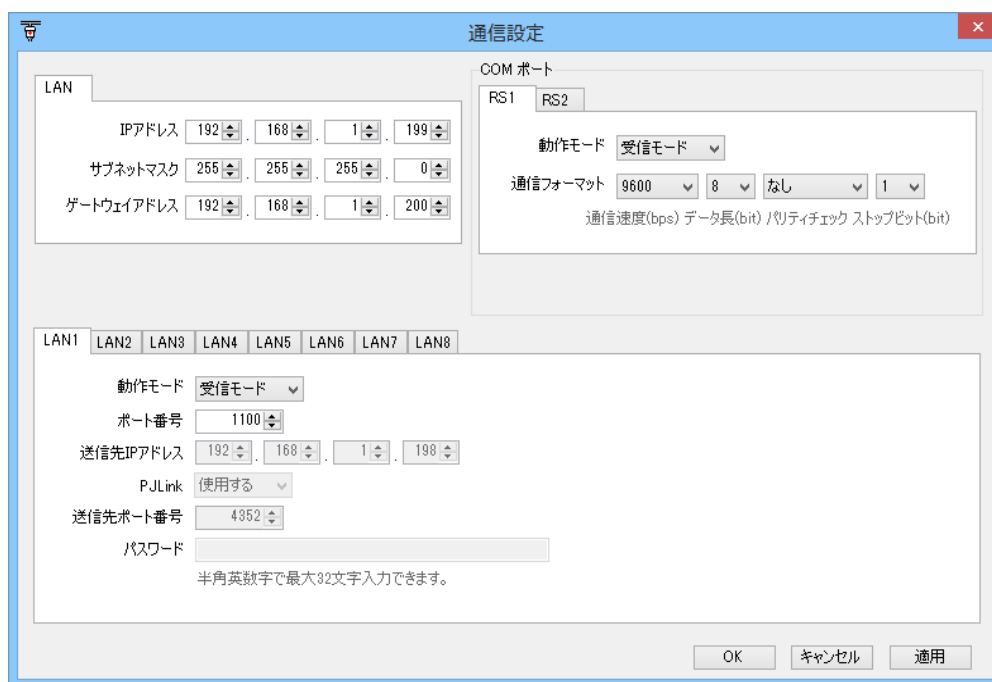 通信設定
LAN
IPアドレス 192 . 168 . 1 . 199
サブネットマスク 255 . 255 . 255 . 0
ゲートウェイアドレス 192 . 168 . 1 . 200
COM ポート
RS1 RS2
動作モード 受信モード
通信フォーマット 9600 8 なし 1
通信速度(bps) データ長(bit) パリティチェック ストップビット(bit)
LAN1 LAN2 LAN3 LAN4 LAN5 LAN6 LAN7 LAN8
動作モード 受信モード
ポート番号 1100
送信先IPアドレス 192 . 168 . 1 . 198
PJLink 使用する
送信先ポート番号 4352
パスワード
半角英数字で最大32文字入力できます。
OK キャンセル 適用